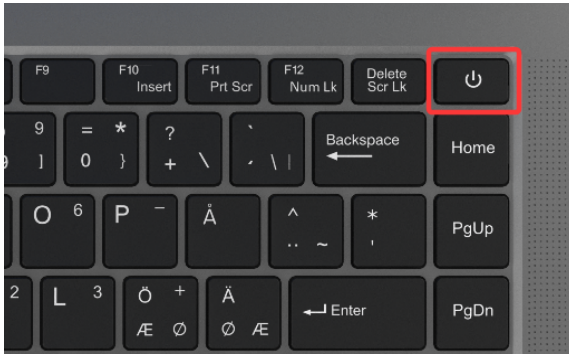 F9 F10 Insert F11 Prt Scr F12 Num Lk Delete Scr Lk
9 ] = * 0 } ? + \ ` ´ \ | Backspace Home
O 6 P - Å ^ ¨ ~ * ' PgUp
2 L 3 Ö + Æ Ø Ä Ø Æ Enter PgDn